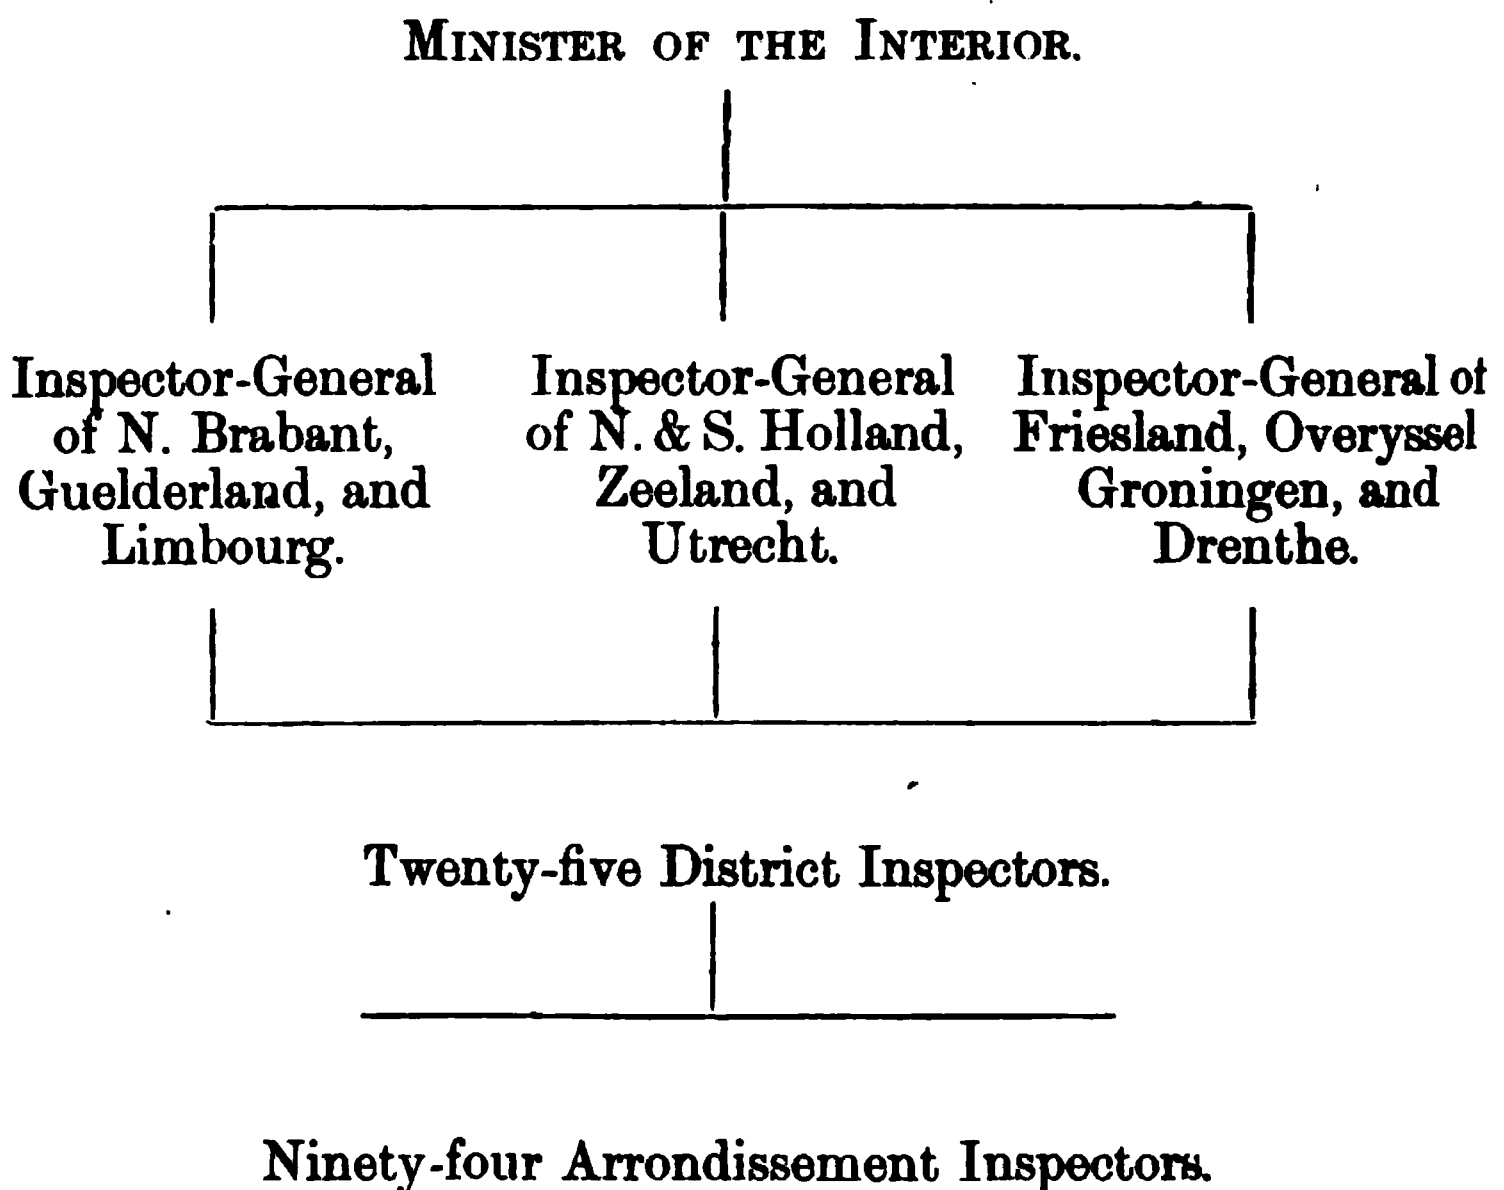 MINISTER OF THE INTERIOR.
Inspector-General
of N. Brabant,
Guelderland, and
Limbourg.
Inspector-General
of N. & S. Holland,
Zeeland, and
Utrecht.
Inspector-General of
Friesland, Overyssel
Groningen, and
Drenthe.
Twenty-five District Inspectors.
Ninety-four Arrondissement Inspectors.